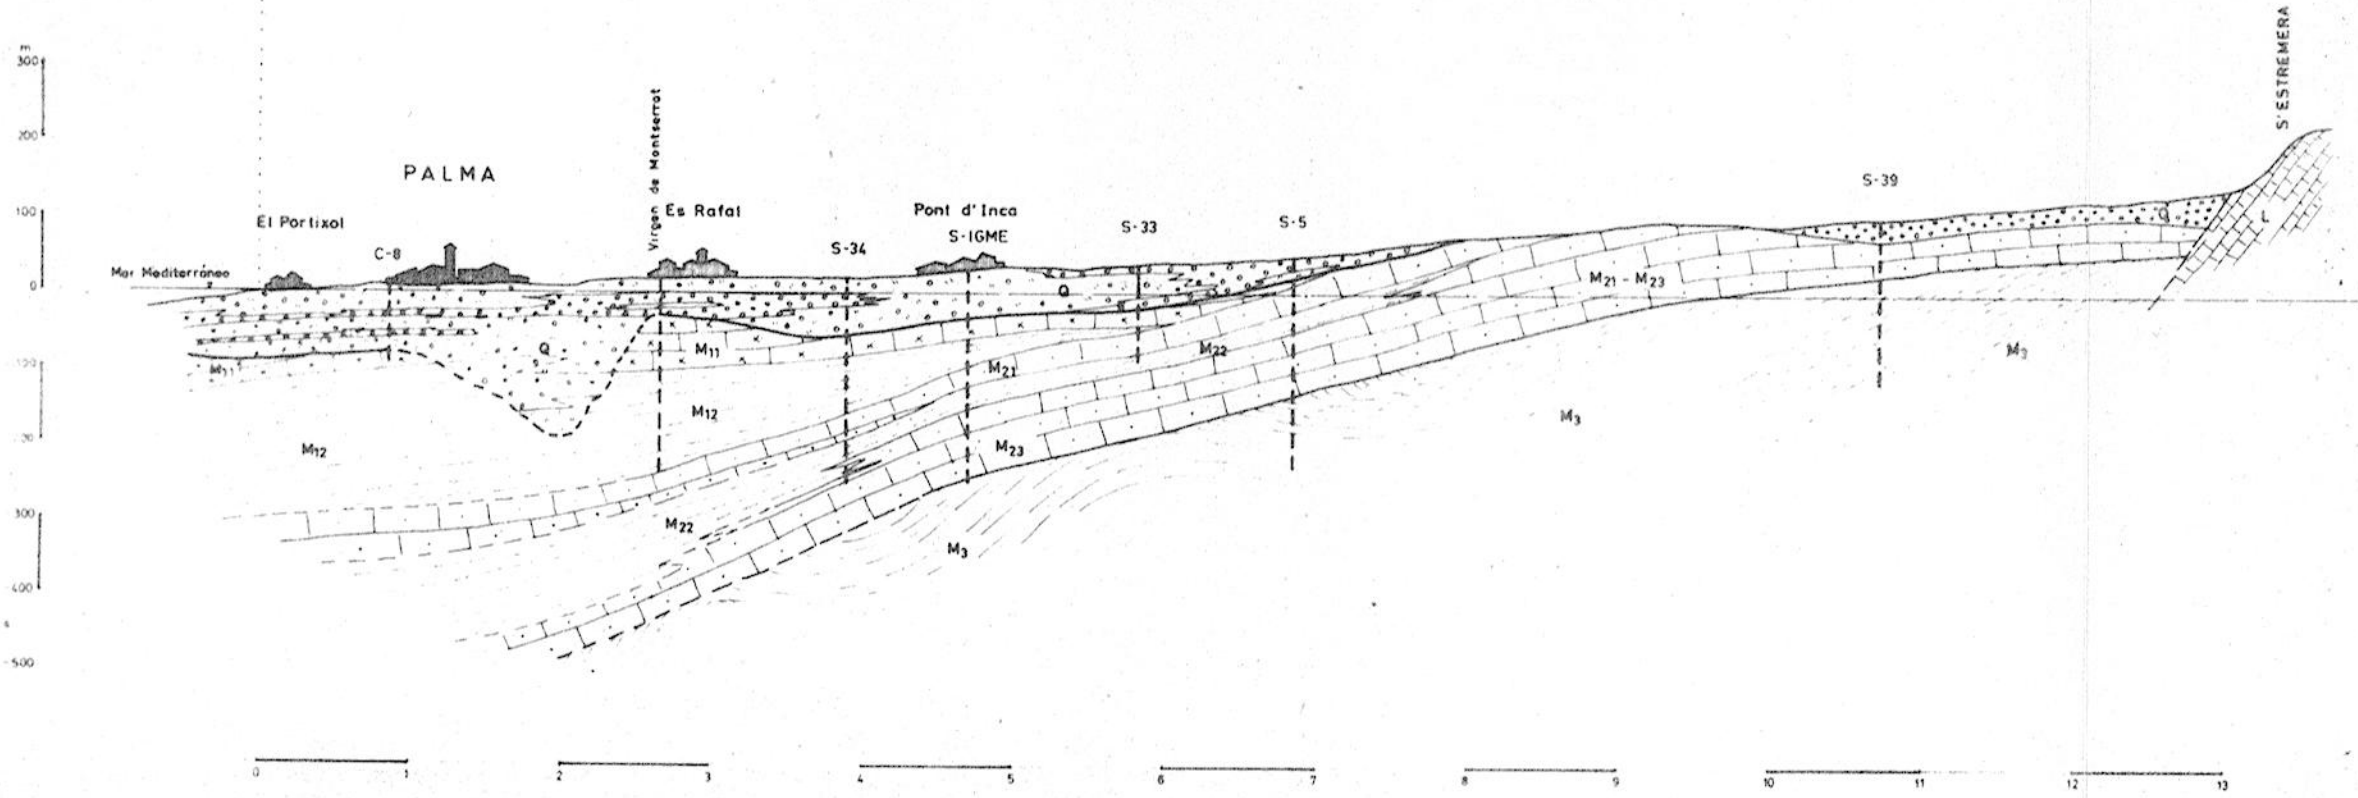 m
300
200
100
0
300
-400
-500
S'ESTREMERA
PALMA
Virgen de Montserrat
El Portixol
C-8
Es Rafal
S-34
Pont d'Inca
S-IGME
S-33
S-5
S-39
Mar Mediterráneo
Q
Q
Q
L
M11
M11
M12
M12
M21
M22
M22
M23
M21 - M23
M3
M3
M3
0 1 2 3 4 5 6 7 8 9 10 11 12 13